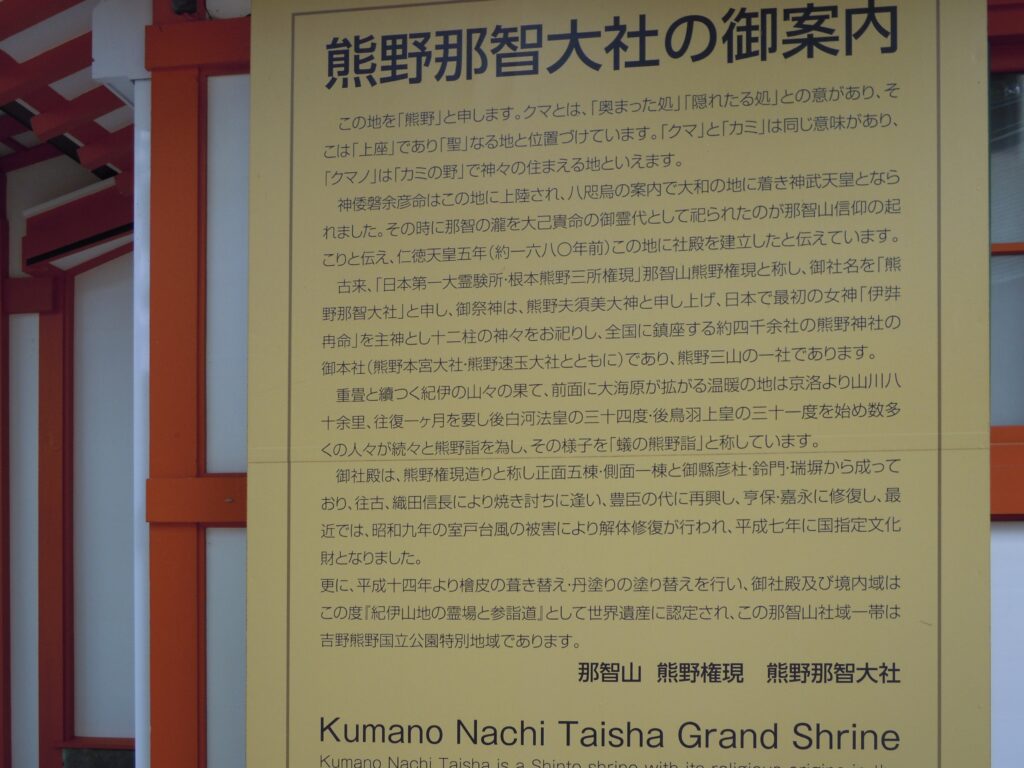 熊野那智大社の御案内
この地を「熊野」と申します。クマとは、「奥まった処」「隠れたる処」との意があり、そ
こは「上座」であり「聖」なる地と位置づけています。「クマ」と「カミ」は同じ意味があり、
「クマノ」は「カミの野」で神々の住まえる地といえます。
神倭磐余彦命はこの地に上陸され、八咫烏の案内で大和の地に着き神武天皇となら
れました。その時に那智の瀧を大己貴命の御霊代として祀られたのが那智山信仰の起
こりと伝え、仁徳天皇五年(約一六八〇年前)この地に社殿を建立したと伝えています。
古来、「日本第一大霊験所・根本熊野三所権現」那智山熊野権現と称し、御社名を「熊
野那智大社」と申し、御祭神は、熊野夫須美大神と申し上げ、日本で最初の女神「伊弉
冉命」を主神とし十二柱の神々をお祀りし、全国に鎮座する約四千余社の熊野神社の
御本社(熊野本宮大社・熊野速玉大社とともに)であり、熊野三山の一社であります。
重畳と續つく紀伊の山々の果て、前面に大海原が拡がる温暖の地は京洛より山川八
十余里、往復一ヶ月を要し後白河法皇の三十四度・後鳥羽上皇の三十一度を始め数多
くの人々が続々と熊野詣を為し、その様子を「蟻の熊野詣」と称しています。
御社殿は、熊野権現造りと称し正面五棟・側面一棟と御縣彦杜・鈴門・瑞塀から成って
おり、往古、織田信長により焼き討ちに逢い、豊臣の代に再興し、亨保・嘉永に修復し、最
近では、昭和九年の室戸台風の被害により解体修復が行われ、平成七年に国指定文化
財となりました。
更に、平成十四年より檜皮の葺き替え・丹塗りの塗り替えを行い、御社殿及び境内域は
この度『紀伊山地の霊場と参詣道』として世界遺産に認定され、この那智山社域一帯は
吉野熊野国立公園特別地域であります。
那智山 熊野権現 熊野那智大社
Kumano Nachi Taisha Grand Shrine
Kumano Nachi Taisha is a Shinto shrine with its religious origins in the